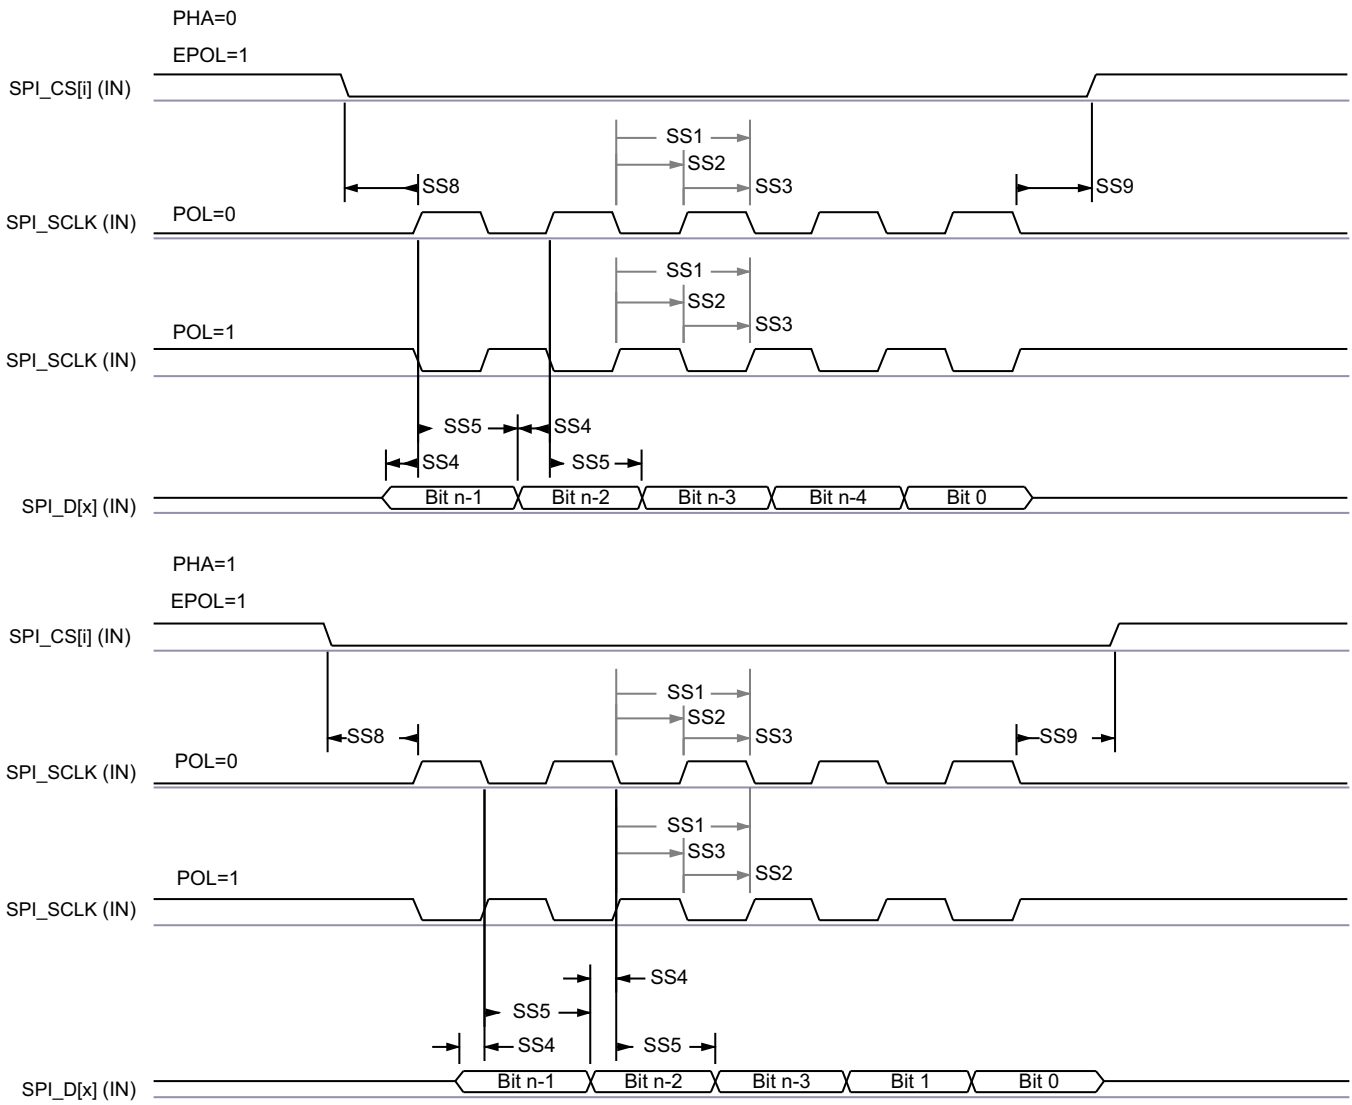 PHA=0
EPOL=1
SPI_CS[i] (IN)
SS1
SS2
SS8
SS3
SS9
POL=0
SPI_SCLK (IN)
SS1
SS2
SS3
POL=1
SPI_SCLK (IN)
SS5
SS4
SS4
SS5
SPI_D[x] (IN)
Bit n-1
Bit n-2
Bit n-3
Bit n-4
Bit 0
PHA=1
EPOL=1
SPI_CS[i] (IN)
SS1
SS2
SS8
SS3
SS9
POL=0
SPI_SCLK (IN)
SS1
SS3
SS2
POL=1
SPI_SCLK (IN)
SS4
SS5
SS4
SS5
SPI_D[x] (IN)
Bit n-1
Bit n-2
Bit n-3
Bit 1
Bit 0